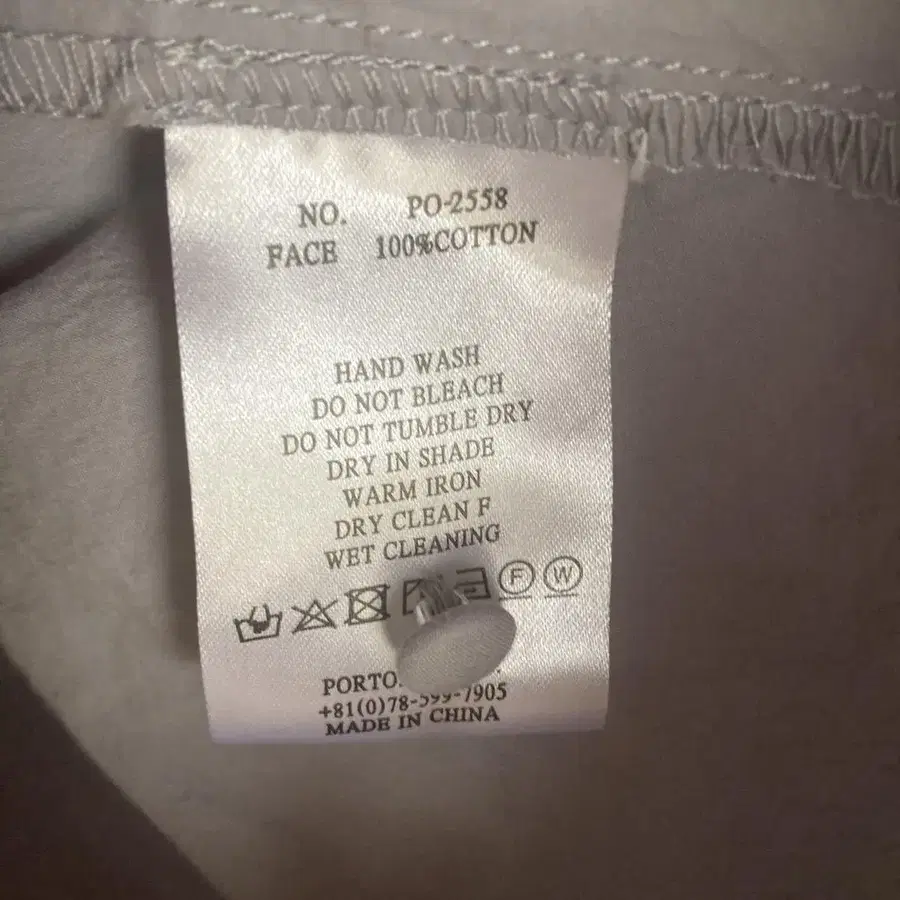 NO. PO-2558
FACE 100%COTTON
HAND WASH
DO NOT BLEACH
DO NOT TUMBLE DRY
DRY IN SHADE
WARM IRON
DRY CLEAN F
WET CLEANING
F W
+81(0)78-599-7905
MADE IN CHINA